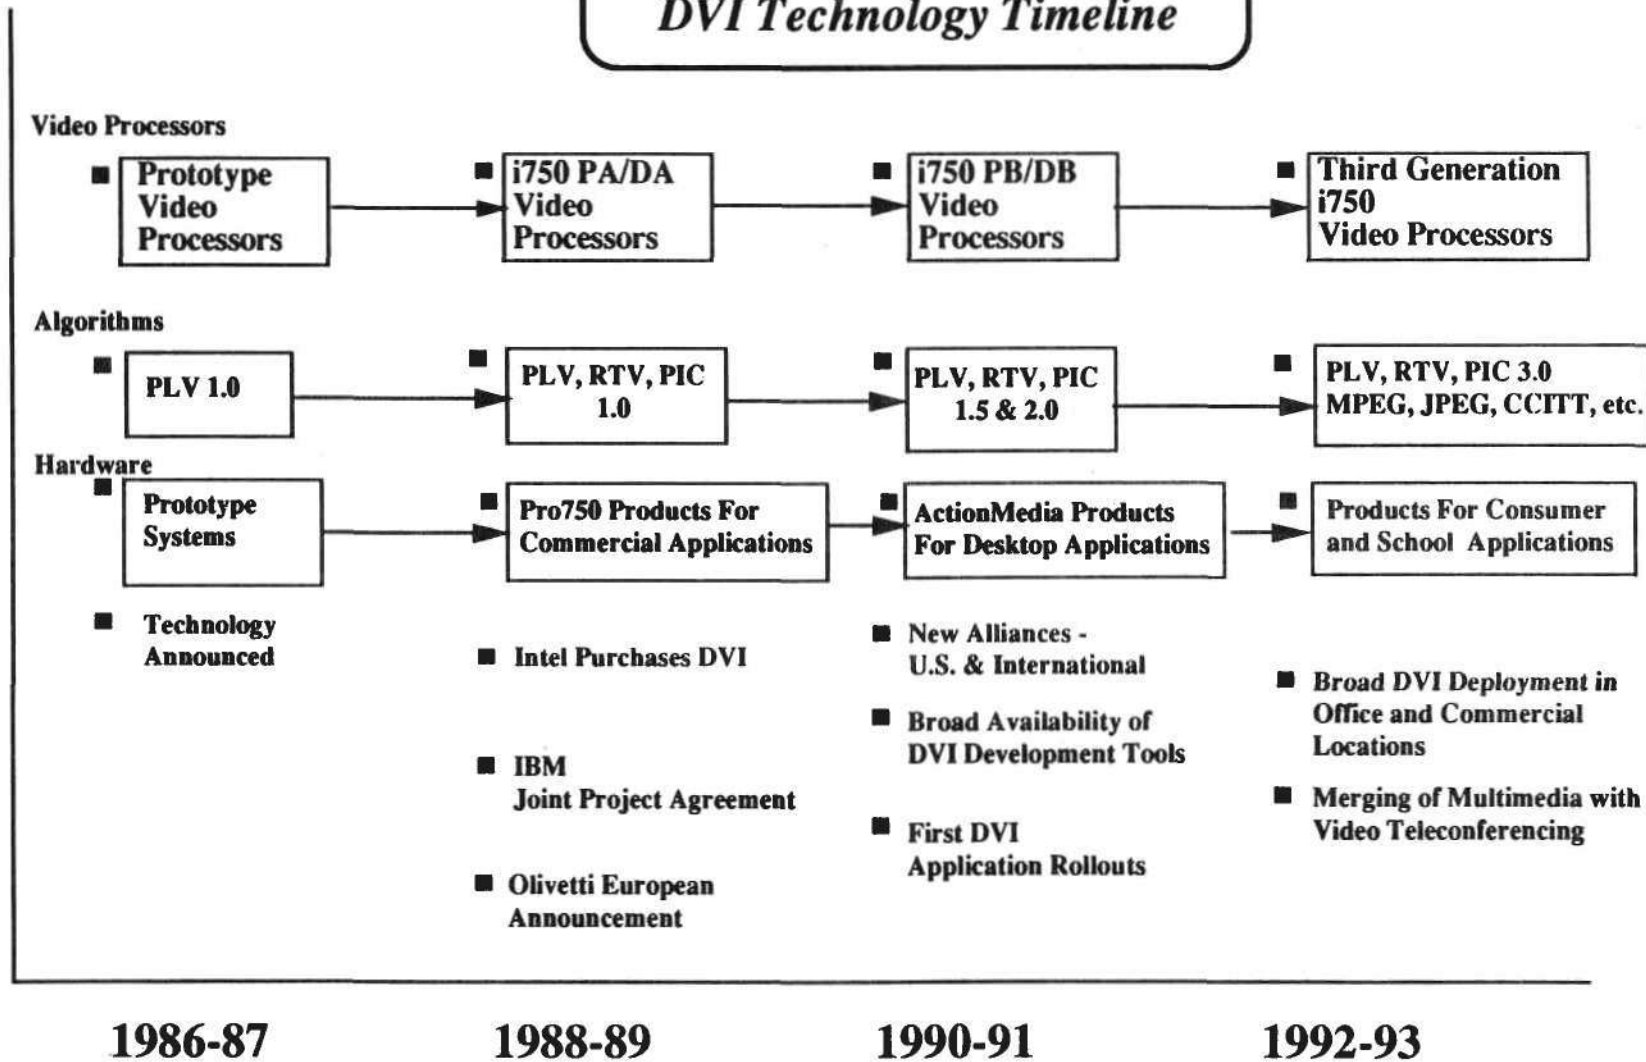 DVI Technology Timeline
Video Processors
Prototype
Video
Processors
i750 PA/DA
Video
Processors
i750 PB/DB
Video
Processors
Third Generation
i750
Video Processors
Algorithms
PLV 1.0
PLV, RTV, PIC
1.0
PLV, RTV, PIC
1.5 & 2.0
PLV, RTV, PIC 3.0
MPEG, JPEG, CCITT, etc.
Hardware
Prototype
Systems
Pro750 Products For
Commercial Applications
ActionMedia Products
For Desktop Applications
Products For Consumer
and School Applications
Technology
Announced
Intel Purchases DVI
IBM
Joint Project Agreement
Olivetti European
Announcement
New Alliances -
U.S. & International
Broad Availability of
DVI Development Tools
First DVI
Application Rollouts
Broad DVI Deployment in
Office and Commercial
Locations
Merging of Multimedia with
Video Teleconferencing
1986-87
1988-89
1990-91
1992-93